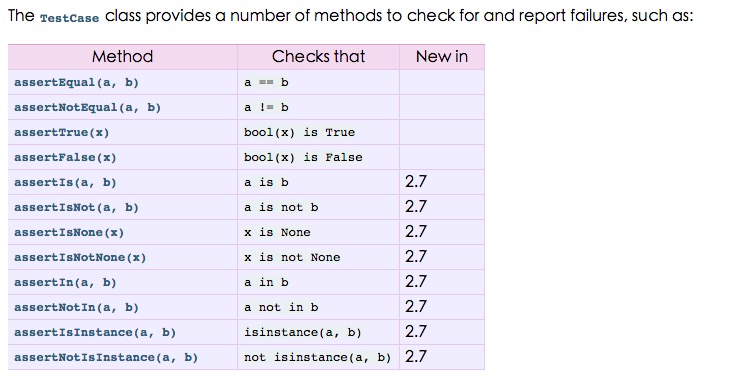 The TestCase class provides a number of methods to check for and report failures, such as:
Method Checks that New in
assertEqual(a, b) a == b
assertNotEqual(a, b) a != b
assertTrue(x) bool(x) is True
assertFalse(x) bool(x) is False
assertIs(a, b) a is b 2.7
assertIsNot(a, b) a is not b 2.7
assertIsNone(x) x is None 2.7
assertIsNotNone(x) x is not None 2.7
assertIn(a, b) a in b 2.7
assertNotIn(a, b) a not in b 2.7
assertIsInstance(a, b) isinstance(a, b) 2.7
assertNotIsInstance(a, b) not isinstance(a, b) 2.7